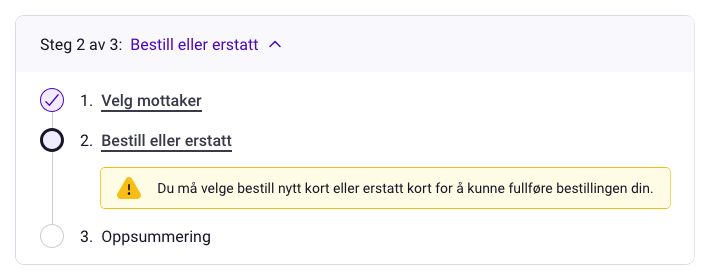 Steg 2 av 3: Bestill eller erstatt
1. Velg mottaker
2. Bestill eller erstatt
Du må velge bestill nytt kort eller erstatt kort for å kunne fullføre bestillingen din.
3. Oppsummering